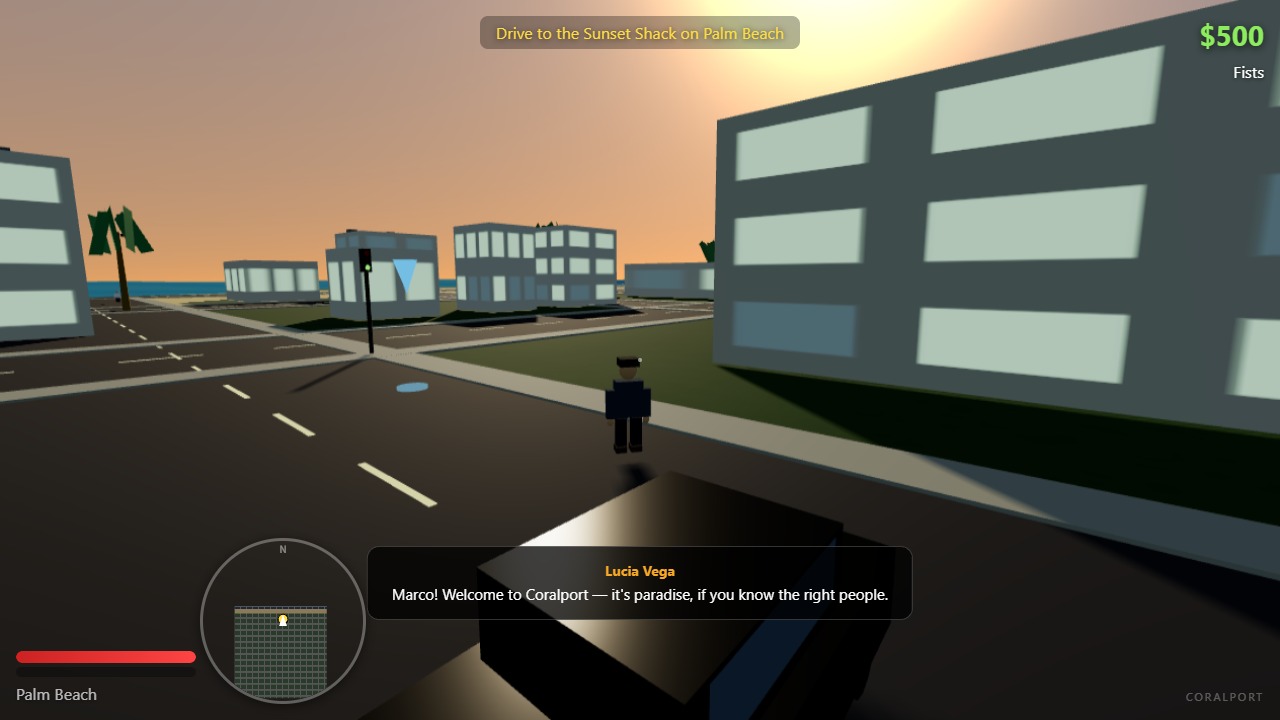 Drive to the Sunset Shack on Palm Beach
$500
Fists
N
Lucia Vega
Marco! Welcome to Coralport — it's paradise, if you know the right people.
Palm Beach
CORALPORT